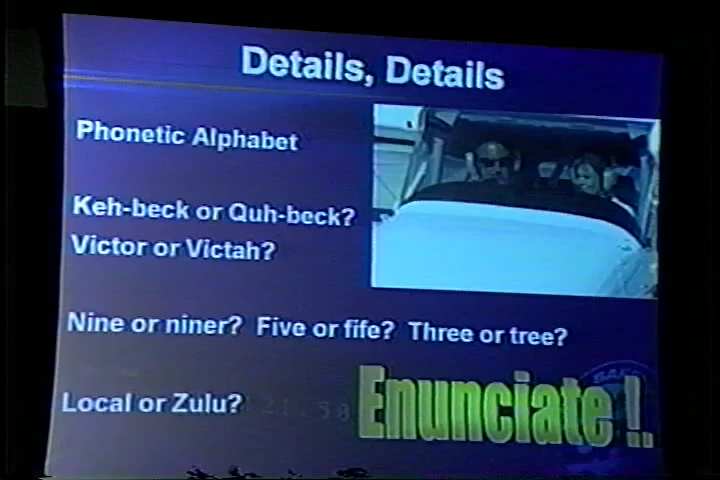 Details, Details
Phonetic Alphabet
Keh-beck or Quh-beck?
Victor or Victah?
Nine or niner?  Five or fife?  Three or tree?
Local or Zulu?
Enunciate !